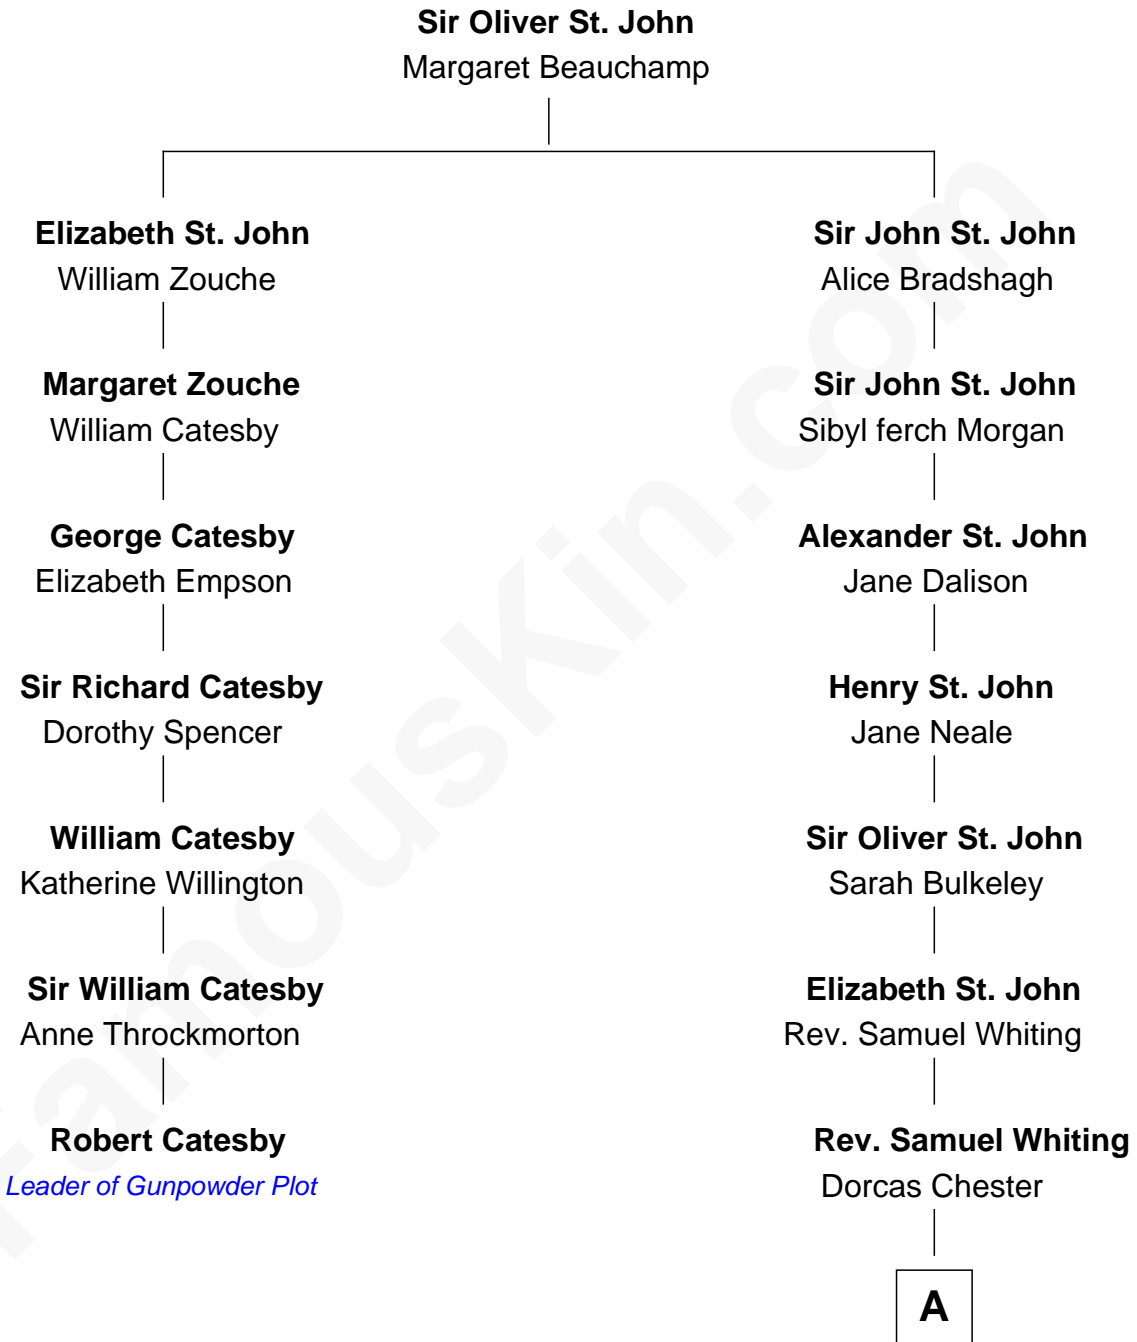 Sir Oliver St. John
Margaret Beauchamp
Elizabeth St. John
William Zouche
Sir John St. John
Alice Bradshagh
Margaret Zouche
William Catesby
Sir John St. John
Sibyl ferch Morgan
George Catesby
Elizabeth Empson
Alexander St. John
Jane Dalison
Sir Richard Catesby
Dorothy Spencer
Henry St. John
Jane Neale
William Catesby
Katherine Willington
Sir Oliver St. John
Sarah Bulkeley
Sir William Catesby
Anne Throckmorton
Elizabeth St. John
Rev. Samuel Whiting
Robert Catesby
Leader of Gunpowder Plot
Rev. Samuel Whiting
Dorcas Chester
A
FamousKin.com